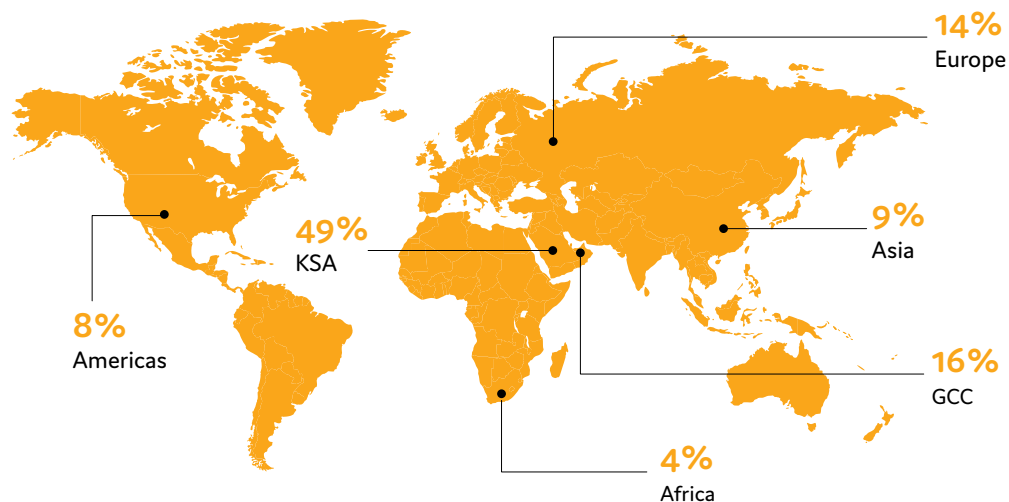 14%
Europe
49%
KSA
9%
Asia
8%
Americas
16%
GCC
4%
Africa